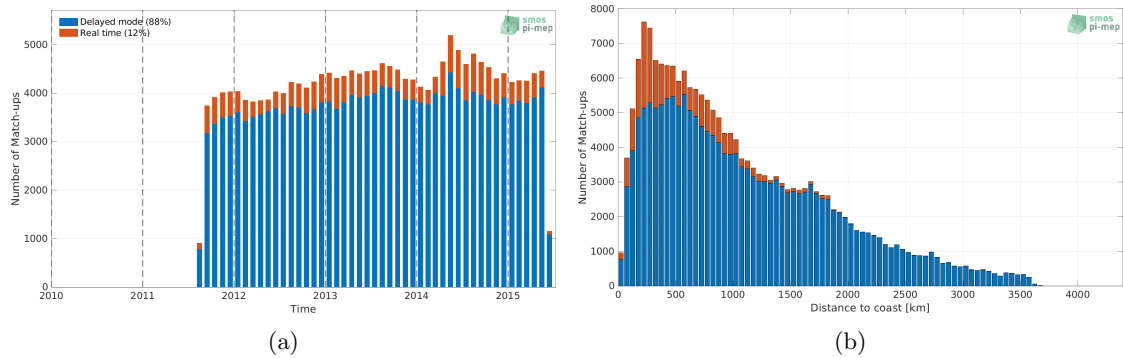 Delayed mode (88%)
Real time (12%)
smos
pi-mep
Number of Match-ups
5000
4000
3000
2000
1000
0
2010 2011 2012 2013 2014 2015
Time
(a)
smos
pi-mep
Number of Match-ups
8000
7000
6000
5000
4000
3000
2000
1000
0
0 500 1000 1500 2000 2500 3000 3500 4000
Distance to coast [km]
(b)